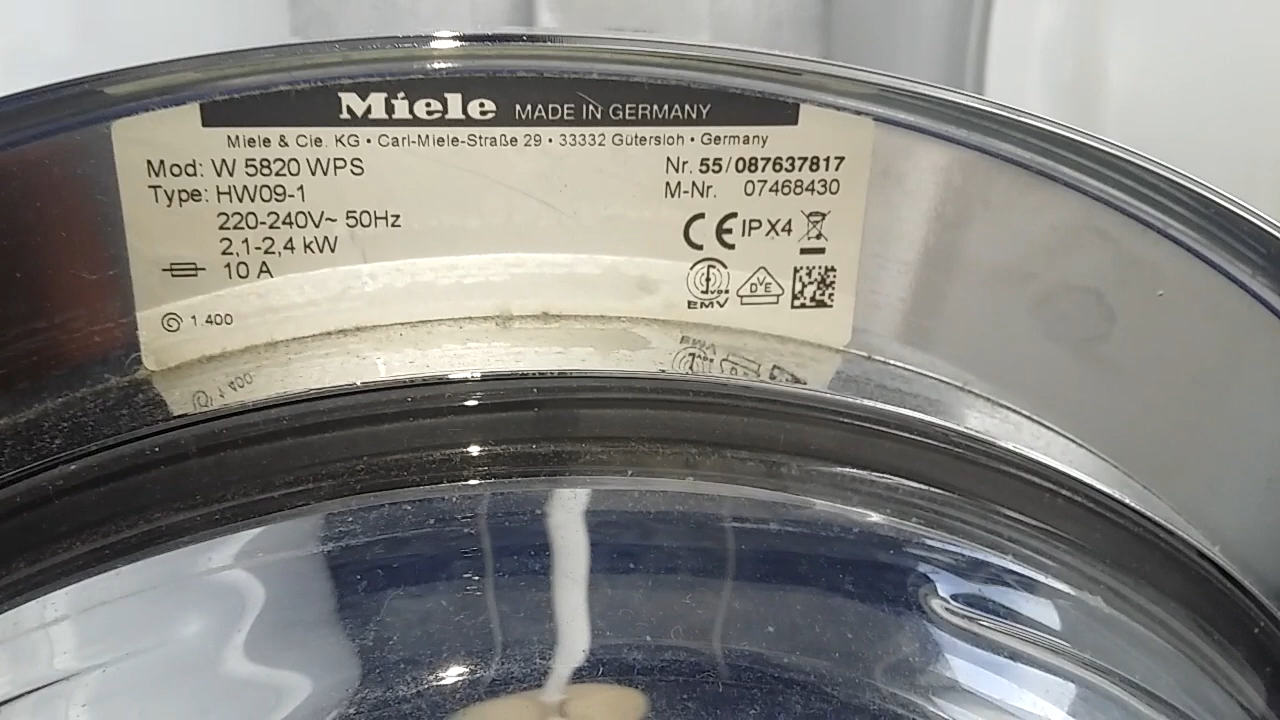 Miele MADE IN GERMANY
Miele & Cie. KG • Carl-Miele-Straße 29 • 33332 Gütersloh • Germany
Mod: W 5820 WPS
Nr. 55/087637817
Type: HW09-1
M-Nr. 07468430
220-240V~ 50Hz
2,1-2,4 kW
CE IPX4
10 A
VDE
EMV
DVE
1.400